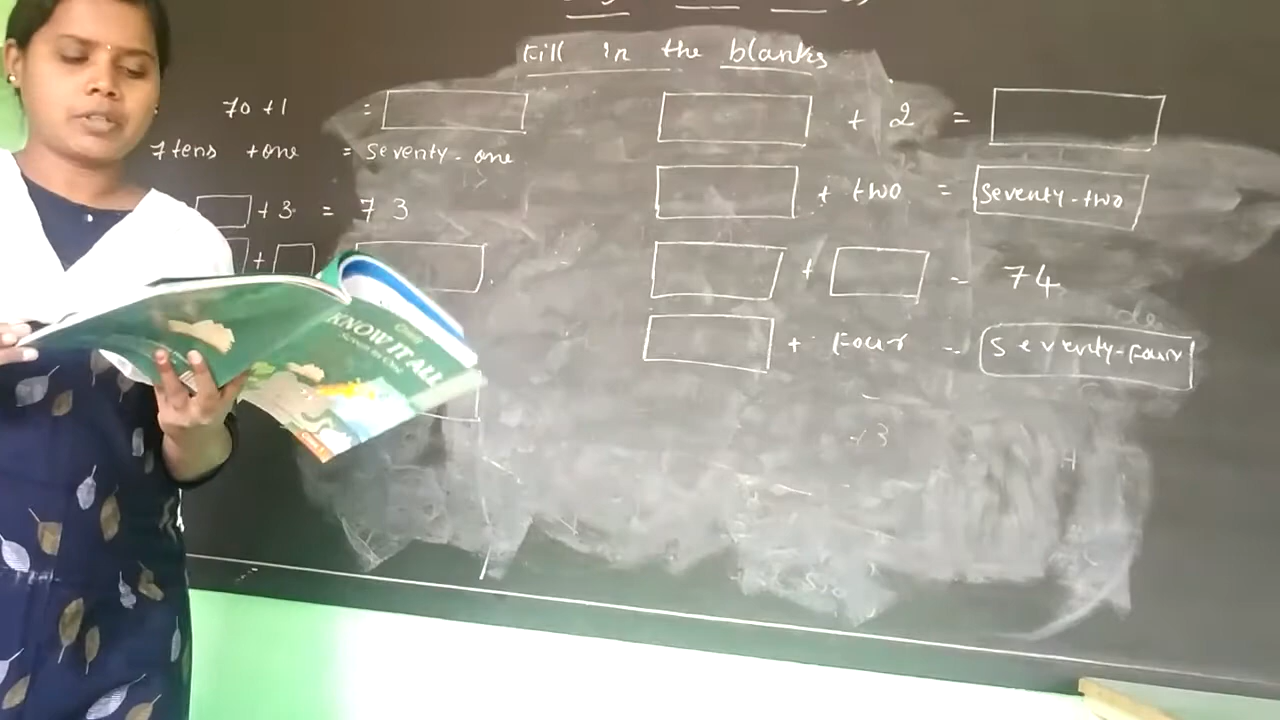 Fill in the blanks
70 + 1 =
7 tens + one = seventy-one
+ 3 = 73
+
+ 2 =
+ two = seventy-two
+ = 74
+ Four = seventy-Four
+3
KNOW IT ALL